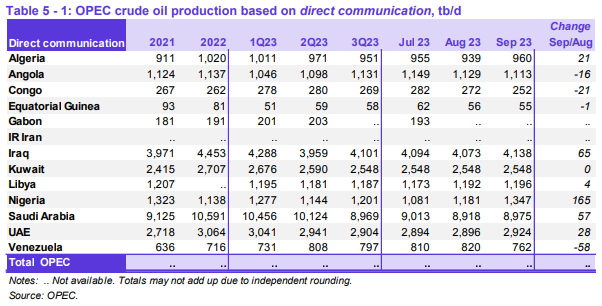 Table 5 - 1: OPEC crude oil production based on direct communication, tb/d
Change
Direct communication 2021 2022 1Q23 2Q23 3Q23 Jul 23 Aug 23 Sep 23 Sep/Aug
Algeria 911 1,020 1,011 971 951 955 939 960 21
Angola 1,124 1,137 1,046 1,098 1,131 1,149 1,129 1,113 -16
Congo 267 262 278 280 269 282 272 252 -21
Equatorial Guinea 93 81 51 59 58 62 56 55 -1
Gabon 181 191 201 203 .. 193 .. .. ..
IR Iran .. .. .. .. .. .. .. .. ..
Iraq 3,971 4,453 4,288 3,959 4,101 4,094 4,073 4,138 65
Kuwait 2,415 2,707 2,676 2,590 2,548 2,548 2,548 2,548 0
Libya 1,207 .. 1,195 1,181 1,187 1,173 1,192 1,196 4
Nigeria 1,323 1,138 1,277 1,144 1,201 1,081 1,181 1,347 165
Saudi Arabia 9,125 10,591 10,456 10,124 8,969 9,013 8,918 8,975 57
UAE 2,718 3,064 3,041 2,941 2,904 2,894 2,896 2,924 28
Venezuela 636 716 731 808 797 810 820 762 -58
Total OPEC .. .. .. .. .. .. .. .. ..
Notes: .. Not available. Totals may not add up due to independent rounding.
Source: OPEC.